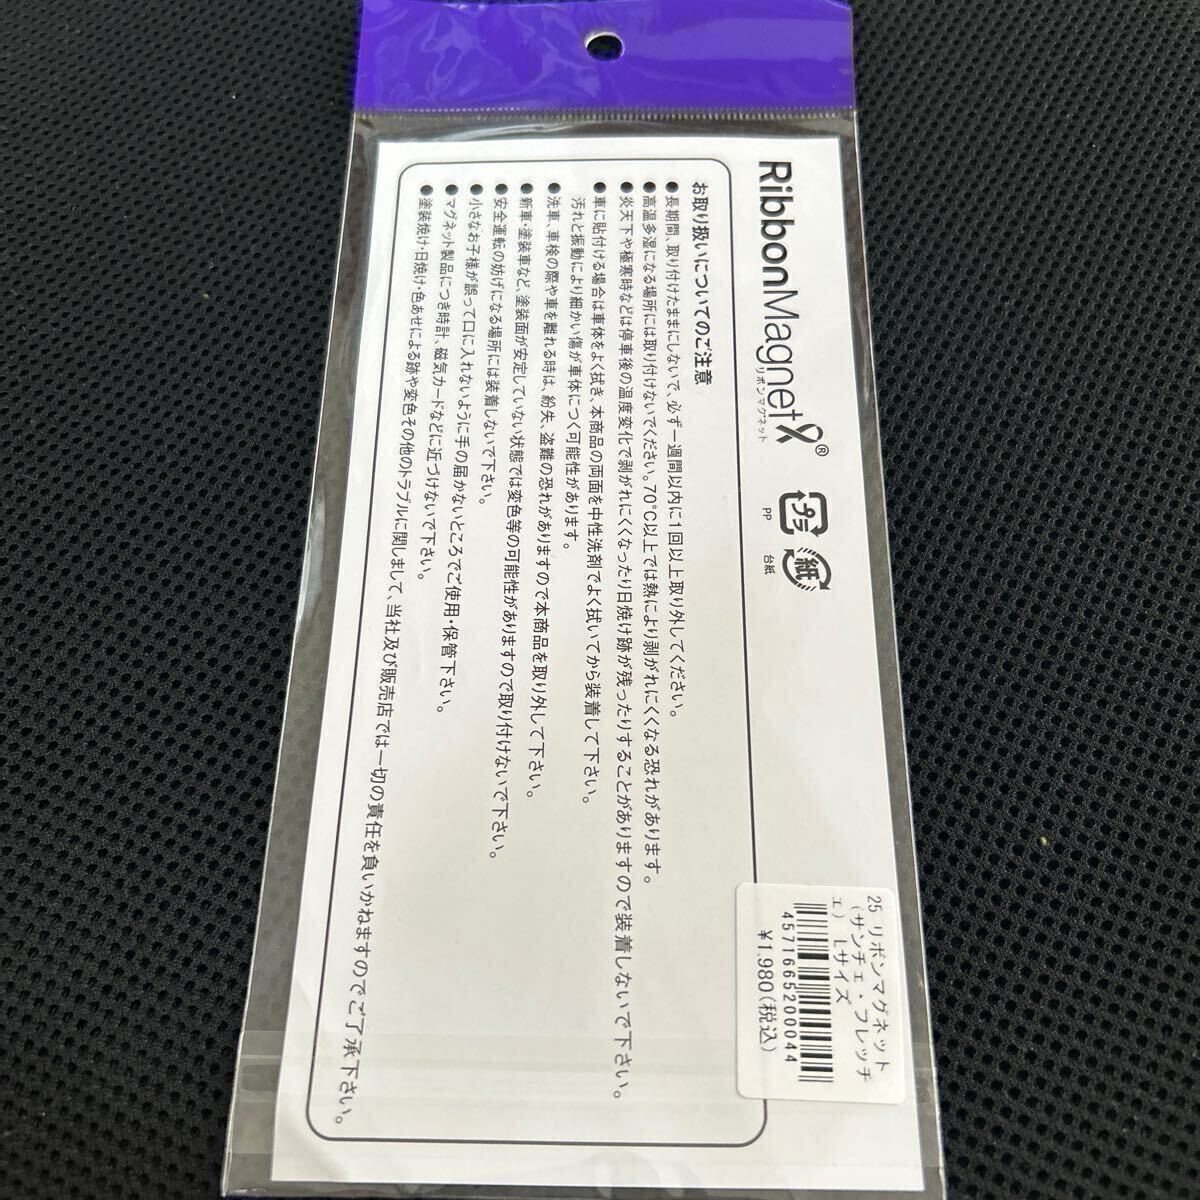 RibbonMagnet®
リボンマグネット
プラ
PP
紙
台紙
お取り扱いについてのご注意
●長期間、取り付けたままにしないで、必ず一週間以内に1回以上取り外してください。
●高温多湿になる場所には取り付けないでください。70℃以上では熱により剥がれにくくなる恐れがあります。
●炎天下や極寒時などは停車後の温度変化で剥がれにくくなったり日焼け跡が残ったりすることがありますので装着しないで下さい。
●車に貼付ける場合は車体をよく拭き、本商品の両面を中性洗剤でよく拭いてから装着して下さい。
汚れと振動により細かい傷が車体につく可能性があります。
●洗車、車検の際や車を離れる時は、紛失、盗難の恐れがありますので本商品を取り外して下さい。
●新車・塗装車など、塗装面が安定していない状態では変色等の可能性がありますので取り付けないで下さい。
●安全運転の妨げになる場所には装着しないで下さい。
●小さなお子様が誤って口に入れないように手の届かないところでご使用・保管下さい。
●マグネット製品につき時計、磁気カードなどに近づけないで下さい。
●塗装焼け・日焼け・色あせによる跡や変色その他のトラブルに関しまして、当社及び販売店では一切の責任を負いかねますのでご了承下さい。
25 リボンマグネット
(サンチェ・フレッチ
ェ) Lサイズ
4571665200044
¥1,980(税込)